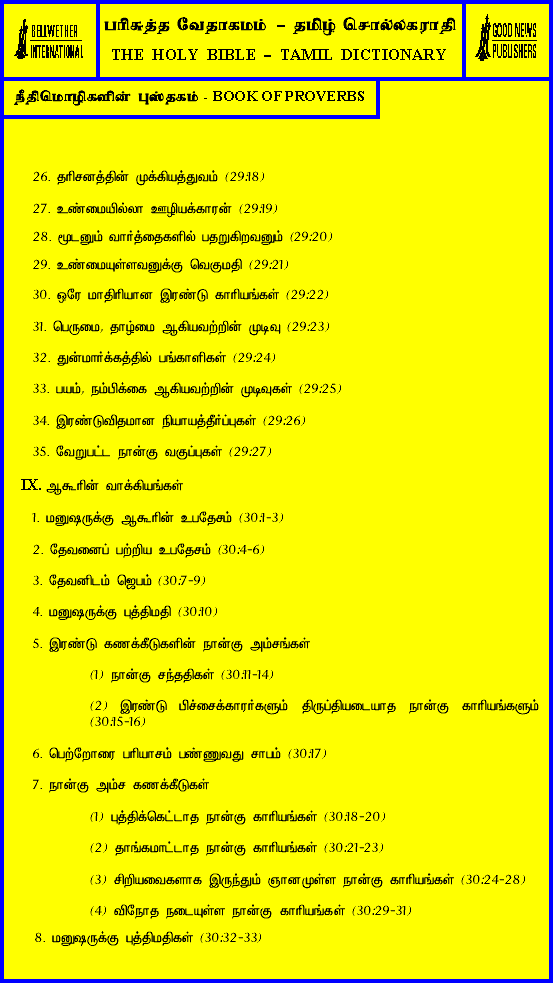 BELLWETHER
INTERNATIONAL
பரிசுத்த வேதாகமம் – தமிழ் சொல்லகராதி
THE HOLY BIBLE – TAMIL DICTIONARY
GOOD NEWS
PUBLISHERS
நீதிமொழிகளின் புஸ்தகம் - BOOK OF PROVERBS
26. தரிசனத்தின் முக்கியத்துவம் (29:18)
27. உண்மையில்லா ஊழியக்காரன் (29:19)
28. மூடனும் வார்த்தைகளில் பதறுகிறவனும் (29:20)
29. உண்மையுள்ளவனுக்கு வெகுமதி (29:21)
30. ஒரே மாதிரியான இரண்டு காரியங்கள் (29:22)
31. பெருமை, தாழ்மை ஆகியவற்றின் முடிவு (29:23)
32. துன்மார்க்கத்தில் பங்காளிகள் (29:24)
33. பயம், நம்பிக்கை ஆகியவற்றின் முடிவுகள் (29:25)
34. இரண்டுவிதமான நியாயத்தீர்ப்புகள் (29:26)
35. வேறுபட்ட நான்கு வகுப்புகள் (29:27)
IX. ஆகூரின் வாக்கியங்கள்
1. மனுஷருக்கு ஆகூரின் உபதேசம் (30:1-3)
2. தேவனைப் பற்றிய உபதேசம் (30:4-6)
3. தேவனிடம் ஜெபம் (30:7-9)
4. மனுஷருக்கு புத்திமதி (30:10)
5. இரண்டு கணக்கீடுகளின் நான்கு அம்சங்கள்
(1) நான்கு சந்ததிகள் (30:11-14)
(2) இரண்டு பிச்சைக்காரர்களும் திருப்தியடையாத நான்கு காரியங்களும்
(30:15-16)
6. பெற்றோரை பரியாசம் பண்ணுவது சாபம் (30:17)
7. நான்கு அம்ச கணக்கீடுகள்
(1) புத்திக்கெட்டாத நான்கு காரியங்கள் (30:18-20)
(2) தாங்கமாட்டாத நான்கு காரியங்கள் (30:21-23)
(3) சிறியவைகளாக இருந்தும் ஞானமுள்ள நான்கு காரியங்கள் (30:24-28)
(4) விநோத நடையுள்ள நான்கு காரியங்கள் (30:29-31)
8. மனுஷருக்கு புத்திமதிகள் (30:32-33)